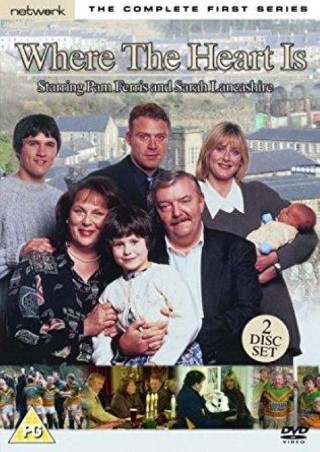 network
THE COMPLETE FIRST SERIES
Where The Heart Is
Starring Pam Ferris and Sarah Lancashire
2
DISC
SET
PG
DVD
VIDEO